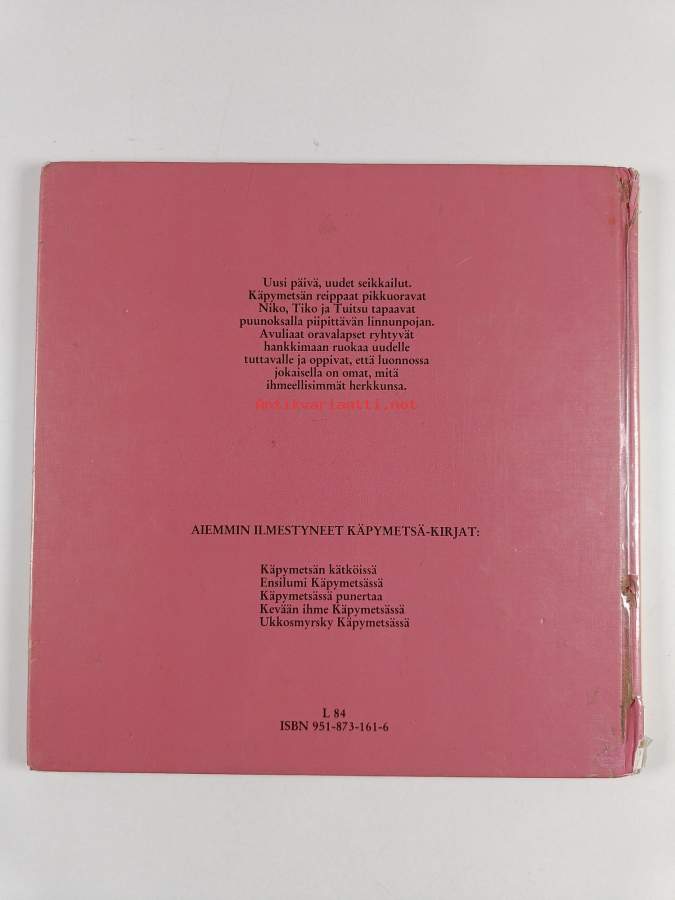 Uusi päivä, uudet seikkailut.
Käpymetsän reippaat pikkuoravat
Niko, Tiko ja Tuitsu tapaavat
puunoksalla piipittävän linnunpojan.
Avuliaat oravalapset ryhtyvät
hankkimaan ruokaa uudelle
tuttavalle ja oppivat, että luonnossa
jokaisella on omat, mitä
ihmeellisimmät herkkunsa.
Antikvariaatti.net
AIEMMIN ILMESTYNEET KÄPYMETSÄ-KIRJAT:
Käpymetsän kätköissä
Ensilumi Käpymetsässä
Käpymetsässä punertaa
Kevään ihme Käpymetsässä
Ukkosmyrsky Käpymetsässä
L 84
ISBN 951-873-161-6